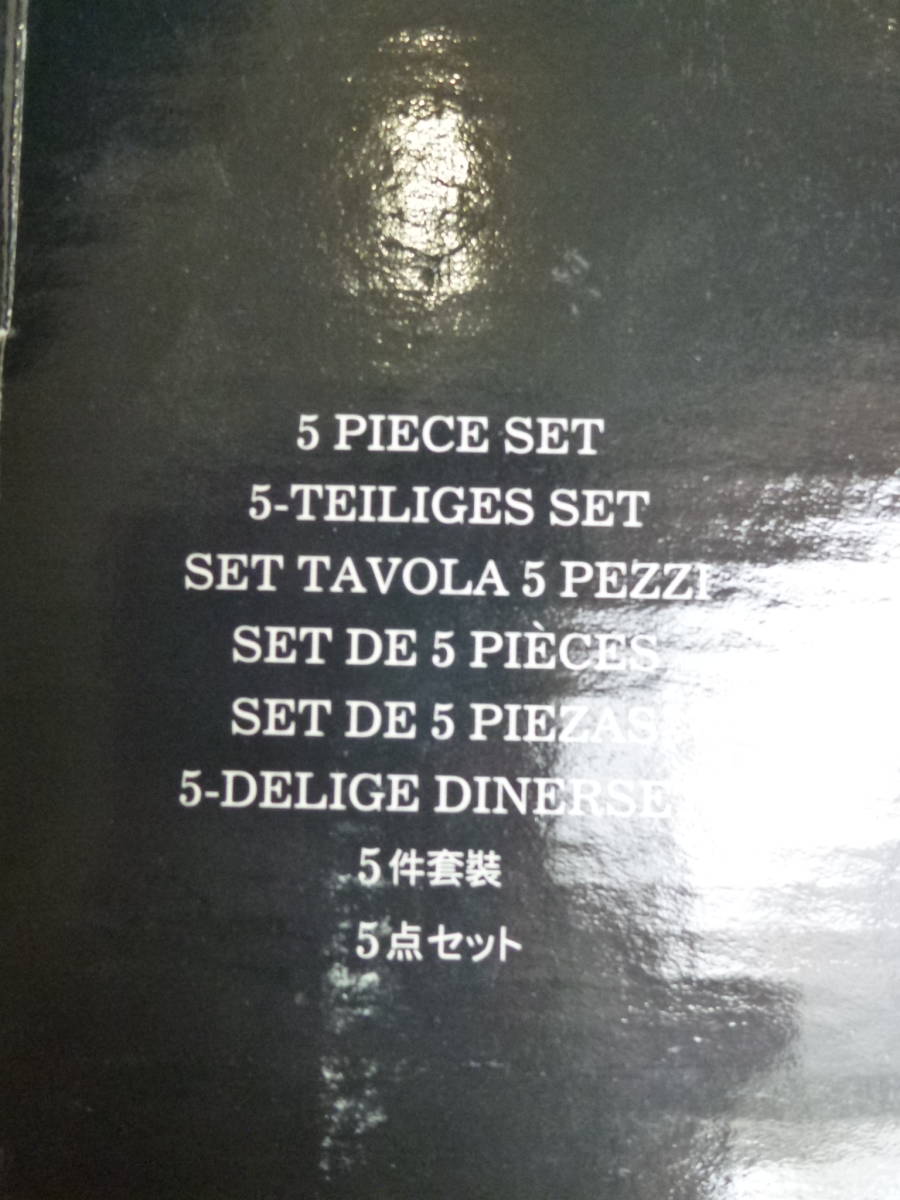 5 PIECE SET
5-TEILIGES SET
SET TAVOLA 5 PEZZI
SET DE 5 PIÈCES
SET DE 5 PIEZAS
5-DELIGE DINERSET
5件套裝
5点セット